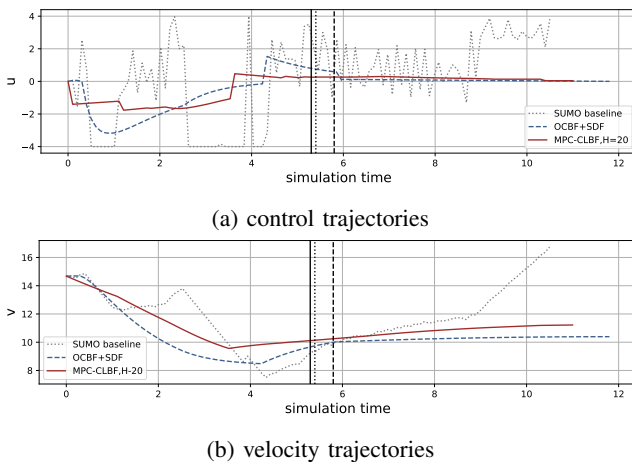 4
2
0
−2
−4
u
0
2
4
6
8
10
12
simulation time
SUMO baseline
OCBF+SDF
MPC-CLBF,H=20
(a) control trajectories
16
14
12
10
8
v
SUMO baseline
OCBF+SDF
MPC-CLBF,H-20
0
2
4
6
8
10
12
simulation time
(b) velocity trajectories